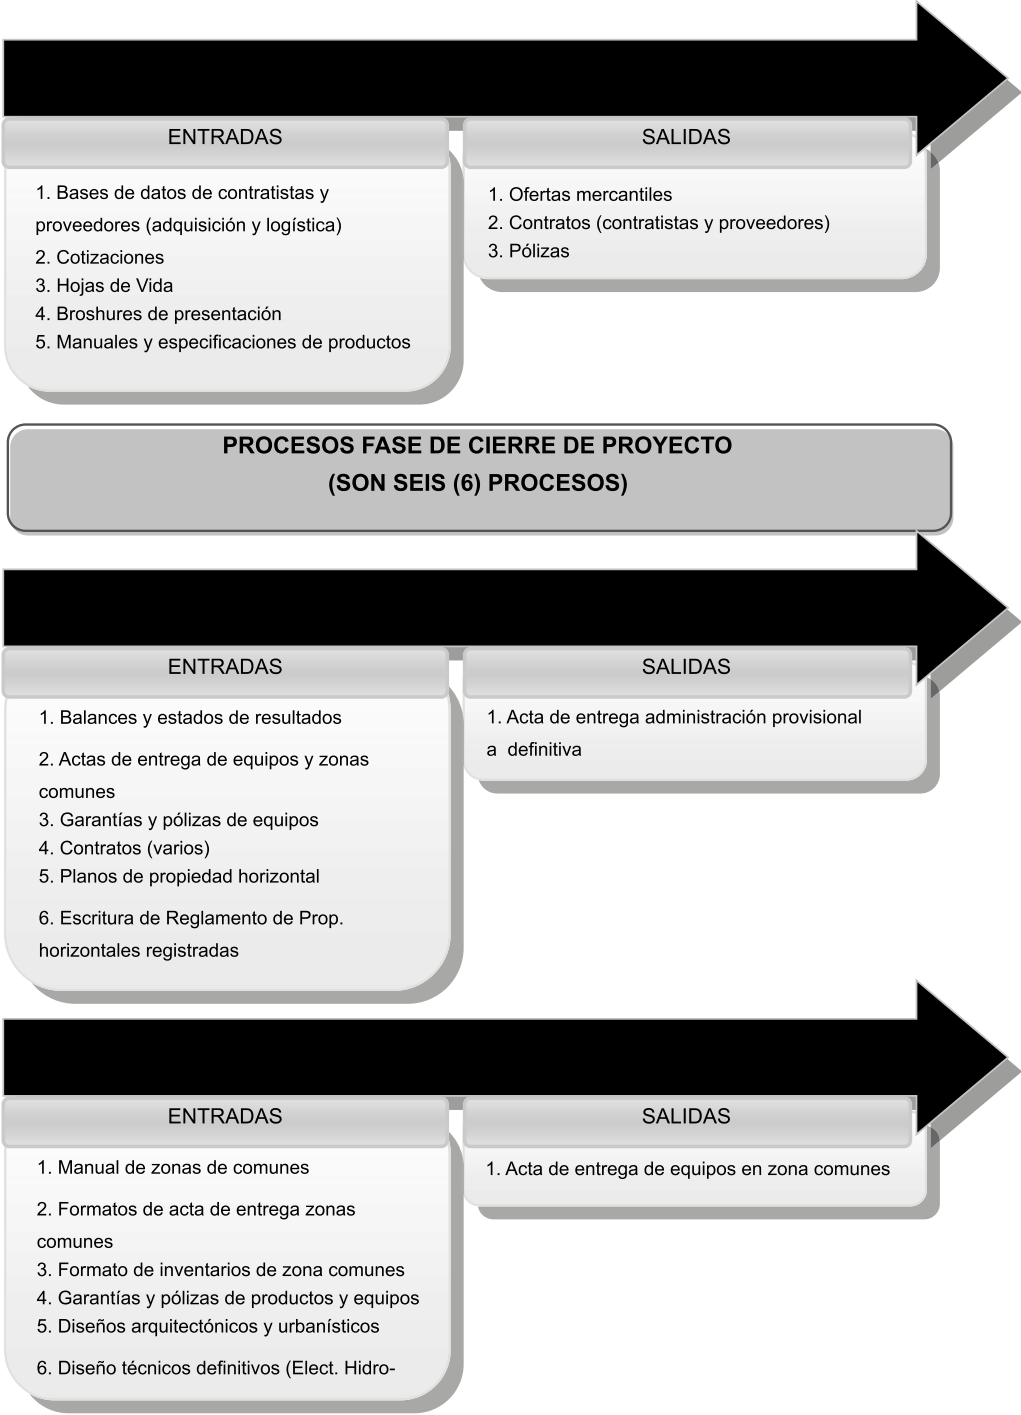 ENTRADAS
1. Bases de datos de contratistas y
proveedores (adquisición y logística)
2. Cotizaciones
3. Hojas de Vida
4. Broshures de presentación
5. Manuales y especificaciones de productos
SALIDAS
1. Ofertas mercantiles
2. Contratos (contratistas y proveedores)
3. Pólizas
PROCESOS FASE DE CIERRE DE PROYECTO
(SON SEIS (6) PROCESOS)
ENTRADAS
1. Balances y estados de resultados
2. Actas de entrega de equipos y zonas
comunes
3. Garantías y pólizas de equipos
4. Contratos (varios)
5. Planos de propiedad horizontal
6. Escritura de Reglamento de Prop.
horizontales registradas
SALIDAS
1. Acta de entrega administración provisional
a  definitiva
ENTRADAS
1. Manual de zonas de comunes
2. Formatos de acta de entrega zonas
comunes
3. Formato de inventarios de zona comunes
4. Garantías y pólizas de productos y equipos
5. Diseños arquitectónicos y urbanísticos
6. Diseño técnicos definitivos (Elect. Hidro-
SALIDAS
1. Acta de entrega de equipos en zona comunes